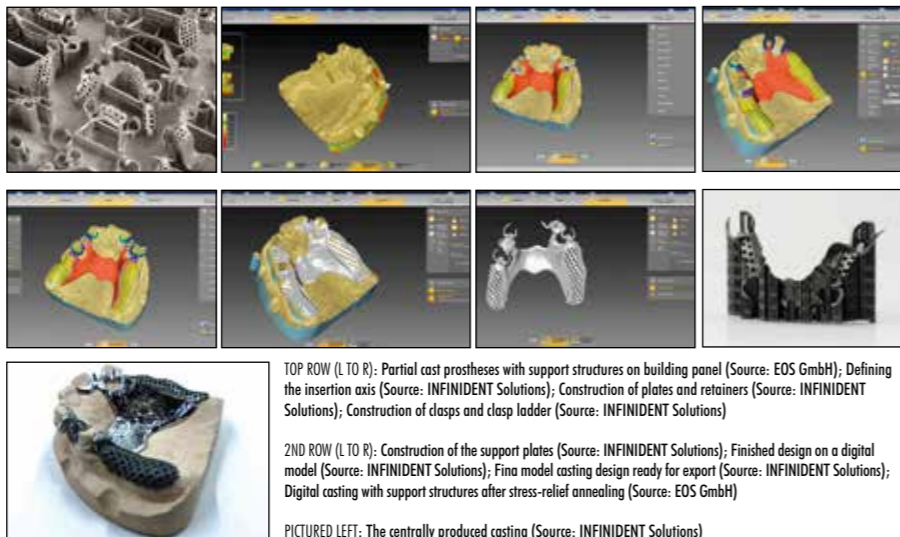 TOP ROW (L TO R): Partial cast prostheses with support structures on building panel (Source: EOS GmbH); Defining
the insertion axis (Source: INFINIDENT Solutions); Construction of plates and retainers (Source: INFINIDENT
Solutions); Construction of clasps and clasp ladder (Source: INFINIDENT Solutions)
2ND ROW (L TO R): Construction of the support plates (Source: INFINIDENT Solutions); Finished design on a digital
model (Source: INFINIDENT Solutions); Fina model casting design ready for export (Source: INFINIDENT Solutions);
Digital casting with support structures after stress-relief annealing (Source: EOS GmbH)
PICTURED LEFT: The centrally produced casting (Source: INFINIDENT Solutions)